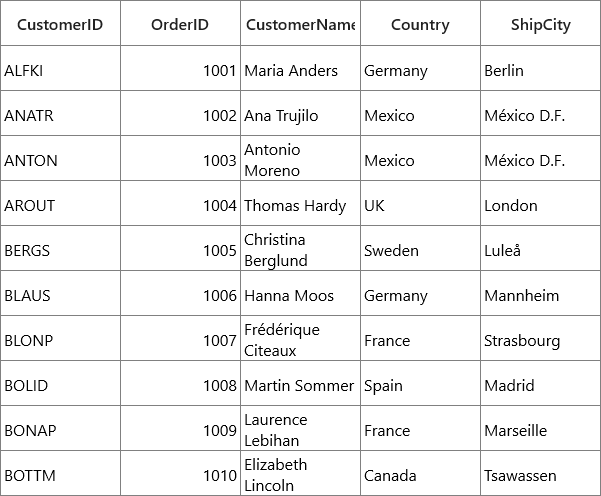 CustomerID OrderID CustomerName Country ShipCity
ALFKI 1001 Maria Anders Germany Berlin
ANATR 1002 Ana Trujilo Mexico México D.F.
ANTON 1003 Antonio Moreno Mexico México D.F.
AROUT 1004 Thomas Hardy UK London
BERGS 1005 Christina Berglund Sweden Luleå
BLAUS 1006 Hanna Moos Germany Mannheim
BLONP 1007 Frédérique Citeaux France Strasbourg
BOLID 1008 Martin Sommer Spain Madrid
BONAP 1009 Laurence Lebihan France Marseille
BOTTM 1010 Elizabeth Lincoln Canada Tsawassen